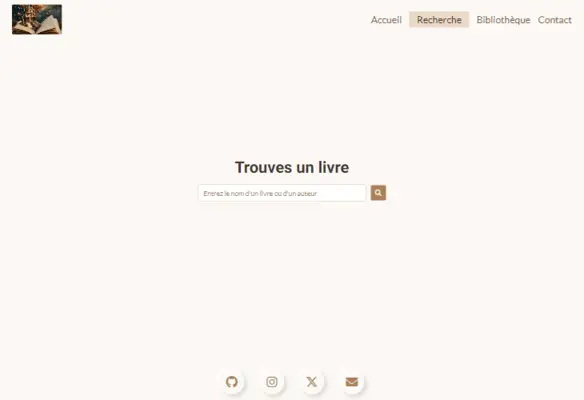 Accueil Recherche Bibliothèque Contact
Trouves un livre
Entrez le nom d'un livre ou d'un auteur